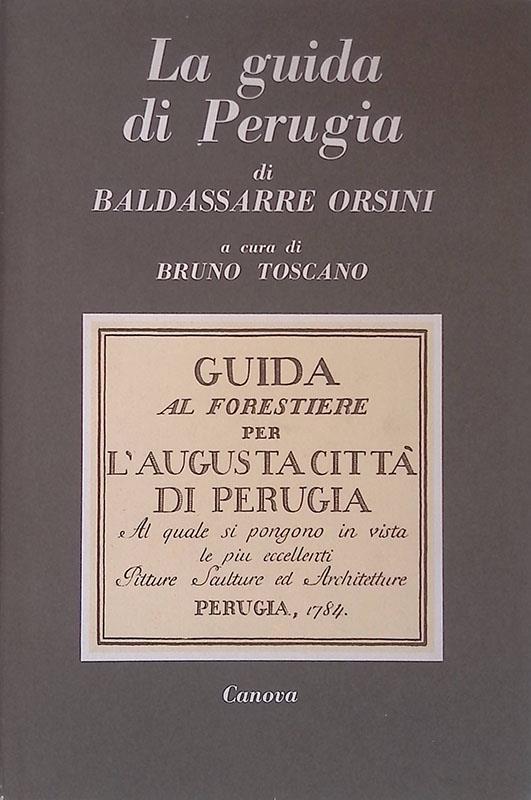 La guida
di Perugia
di
BALDASSARRE ORSINI
a cura di
BRUNO TOSCANO
GUIDA
AL FORESTIERE
PER
L'AUGUSTA CITTÀ
DI PERUGIA
Al quale si pongono in vista
le piu eccellenti
Pitture Sculture ed Architetture
PERUGIA, 1784.
Canova